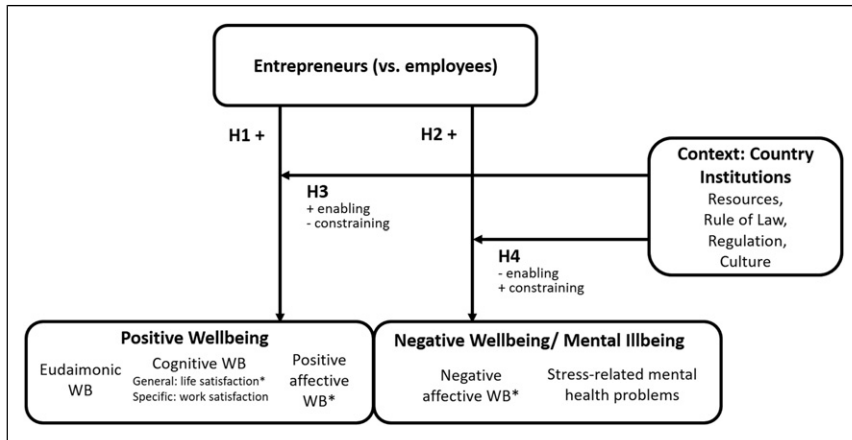 Entrepreneurs (vs. employees)
H1 +
H2 +
Context: Country
Institutions
Resources,
Rule of Law,
Regulation,
Culture
H3
+ enabling
- constraining
H4
- enabling
+ constraining
Positive Wellbeing
Eudaimonic
WB
Cognitive WB
General: life satisfaction*
Specific: work satisfaction
Positive
affective
WB*
Negative Wellbeing/ Mental Illbeing
Negative
affective WB*
Stress-related mental
health problems